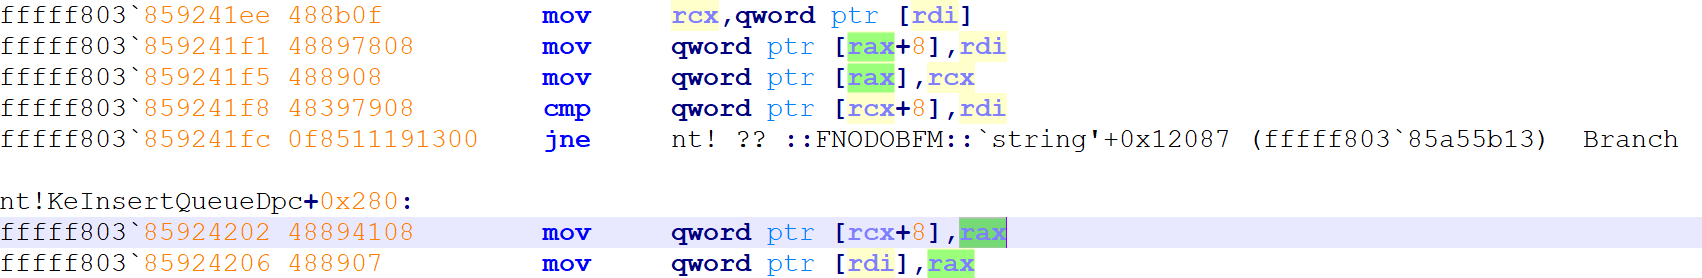 fffff803`859241ee 488b0f mov rcx,qword ptr [rdi]
fffff803`859241f1 48897808 mov qword ptr [rax+8],rdi
fffff803`859241f5 488908 mov qword ptr [rax],rcx
fffff803`859241f8 48397908 cmp qword ptr [rcx+8],rdi
fffff803`859241fc 0f8511191300 jne nt! ?? ::FNODOBFM::`string'+0x12087 (fffff803`85a55b13) Branch
nt!KeInsertQueueDpc+0x280:
fffff803`85924202 48894108 mov qword ptr [rcx+8],rax
fffff803`85924206 488907 mov qword ptr [rdi],rax